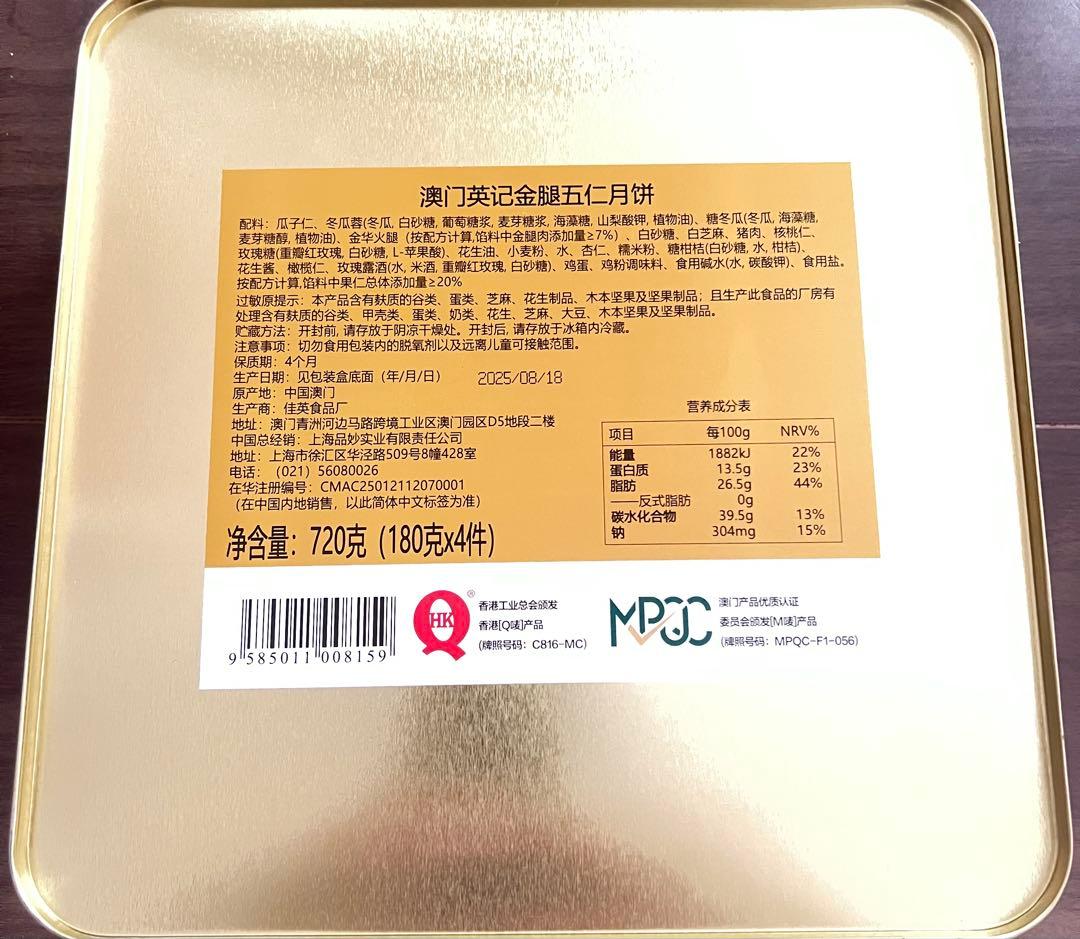 澳门英记金腿五仁月饼
配料：瓜子仁、冬瓜蓉(冬瓜, 白砂糖, 葡萄糖浆, 麦芽糖浆, 海藻糖, 山梨酸钾, 植物油)、糖冬瓜(冬瓜, 海藻糖,
麦芽糖醇, 植物油)、金华火腿（按配方计算,馅料中金腿肉添加量≥7%）、白砂糖、白芝麻、猪肉、核桃仁、
玫瑰糖(重瓣红玫瑰, 白砂糖, L-苹果酸)、花生油、小麦粉、水、杏仁、糯米粉、糖柑桔(白砂糖, 水, 柑桔)、
花生酱、橄榄仁、玫瑰露酒(水, 米酒, 重瓣红玫瑰, 白砂糖)、鸡蛋、鸡粉调味料、食用碱水(水, 碳酸钾)、食用盐。
按配方计算,馅料中果仁总体添加量≥20%
过敏原提示：本产品含有麸质的谷类、蛋类、芝麻、花生制品、木本坚果及坚果制品；且生产此食品的厂房有
处理含有麸质的谷类、甲壳类、蛋类、奶类、花生、芝麻、大豆、木本坚果及坚果制品。
贮藏方法：开封前, 请存放于阴凉干燥处。开封后, 请存放于冰箱内冷藏。
注意事项：切勿食用包装内的脱氧剂以及远离儿童可接触范围。
保质期：4个月
生产日期：见包装盒底面（年/月/日） 2025/08/18
原产地：中国澳门
生产商：佳英食品厂
地址：澳门青洲河边马路跨境工业区澳门园区D5地段二楼
中国总经销：上海品妙实业有限责任公司
地址：上海市徐汇区华泾路509号8幢428室
电话：（021）56080026
在华注册编号：CMAC25012112070001
（在中国内地销售，以此简体中文标签为准）
净含量：720克（180克x4件）
营养成分表
项目 每100g NRV%
能量 1882kJ 22%
蛋白质 13.5g 23%
脂肪 26.5g 44%
——反式脂肪 0g
碳水化合物 39.5g 13%
钠 304mg 15%
9 585011 008159
HK
®
香港工业总会颁发
香港[Q唛]产品
(牌照号码：C816-MC)
MPQC
澳门产品优质认证
委员会颁发[M唛]产品
(牌照号码：MPQC-F1-056)